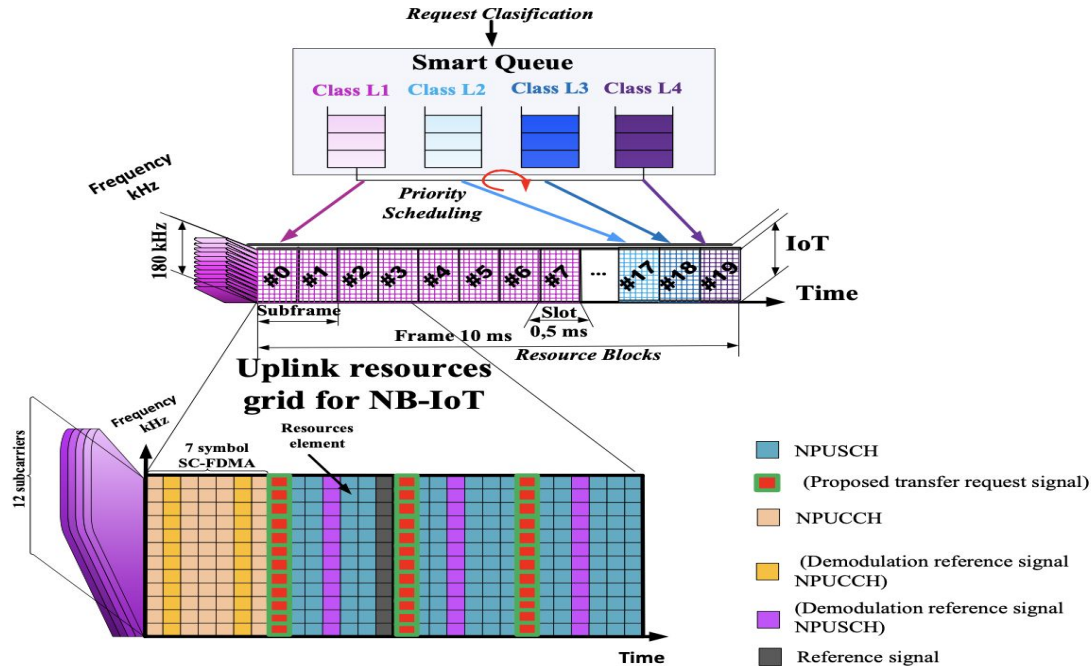 Request Clasification
Smart Queue
Class L1
Class L2
Class L3
Class L4
Frequency
kHz
Priority
Scheduling
180 kHz
IoT
#0
#1
#2
#3
#4
#5
#6
#7
...
#17
#18
#19
Time
Subframe
Slot
0,5 ms
Frame 10 ms
Resource Blocks
Uplink resources
grid for NB-IoT
Frequency
kHz
Resources
element
7 symbol
SC-FDMA
12 subcarriers
Time
NPUSCH
(Proposed transfer request signal)
NPUCCH
(Demodulation reference signal
NPUCCH)
(Demodulation reference signal
NPUSCH)
Reference signal